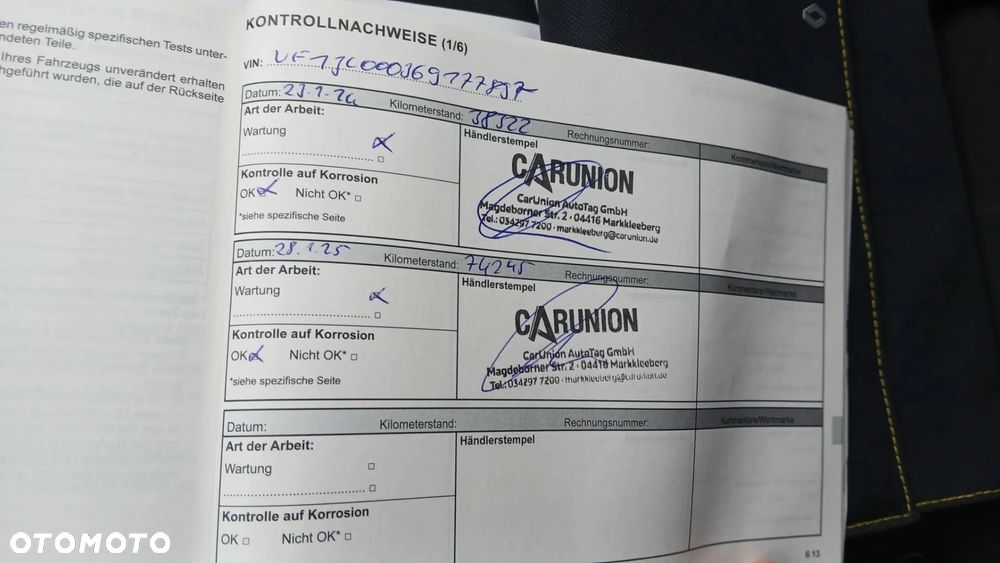 en regelmäßig spezifischen Tests unter-
ndeten Teile.
Ihres Fahrzeugs unverändert erhalten
hgeführt wurden, die auf der Rückseite
KONTROLLNACHWEISE (1/6)
VIN:
Datum: Kilometerstand: 38522 Rechnungsnummer: Kommentare/Wertmarke
Art der Arbeit: Händlerstempel
Wartung
Kontrolle auf Korrosion
OK Nicht OK*
*siehe spezifische Seite
CARUNION
CarUnion AutoTag GmbH
Magdeborner Str. 2 · 04416 Markkleeberg
Tel.: 034297 7200 · markkleeberg@carunion.de
Datum: 28.1.25 Kilometerstand: 74245 Rechnungsnummer: Kommentare/Wertmarke
Art der Arbeit: Händlerstempel
Wartung
Kontrolle auf Korrosion
OK Nicht OK*
*siehe spezifische Seite
CARUNION
CarUnion AutoTag GmbH
Magdeborner Str. 2 · 04416 Markkleeberg
Tel.: 034297 7200 · markkleeberg@carunion.de
Datum: Kilometerstand: Rechnungsnummer: Kommentare/Wertmarke
Art der Arbeit: Händlerstempel
Wartung
Kontrolle auf Korrosion
OK Nicht OK*
6.13
OTOMOTO